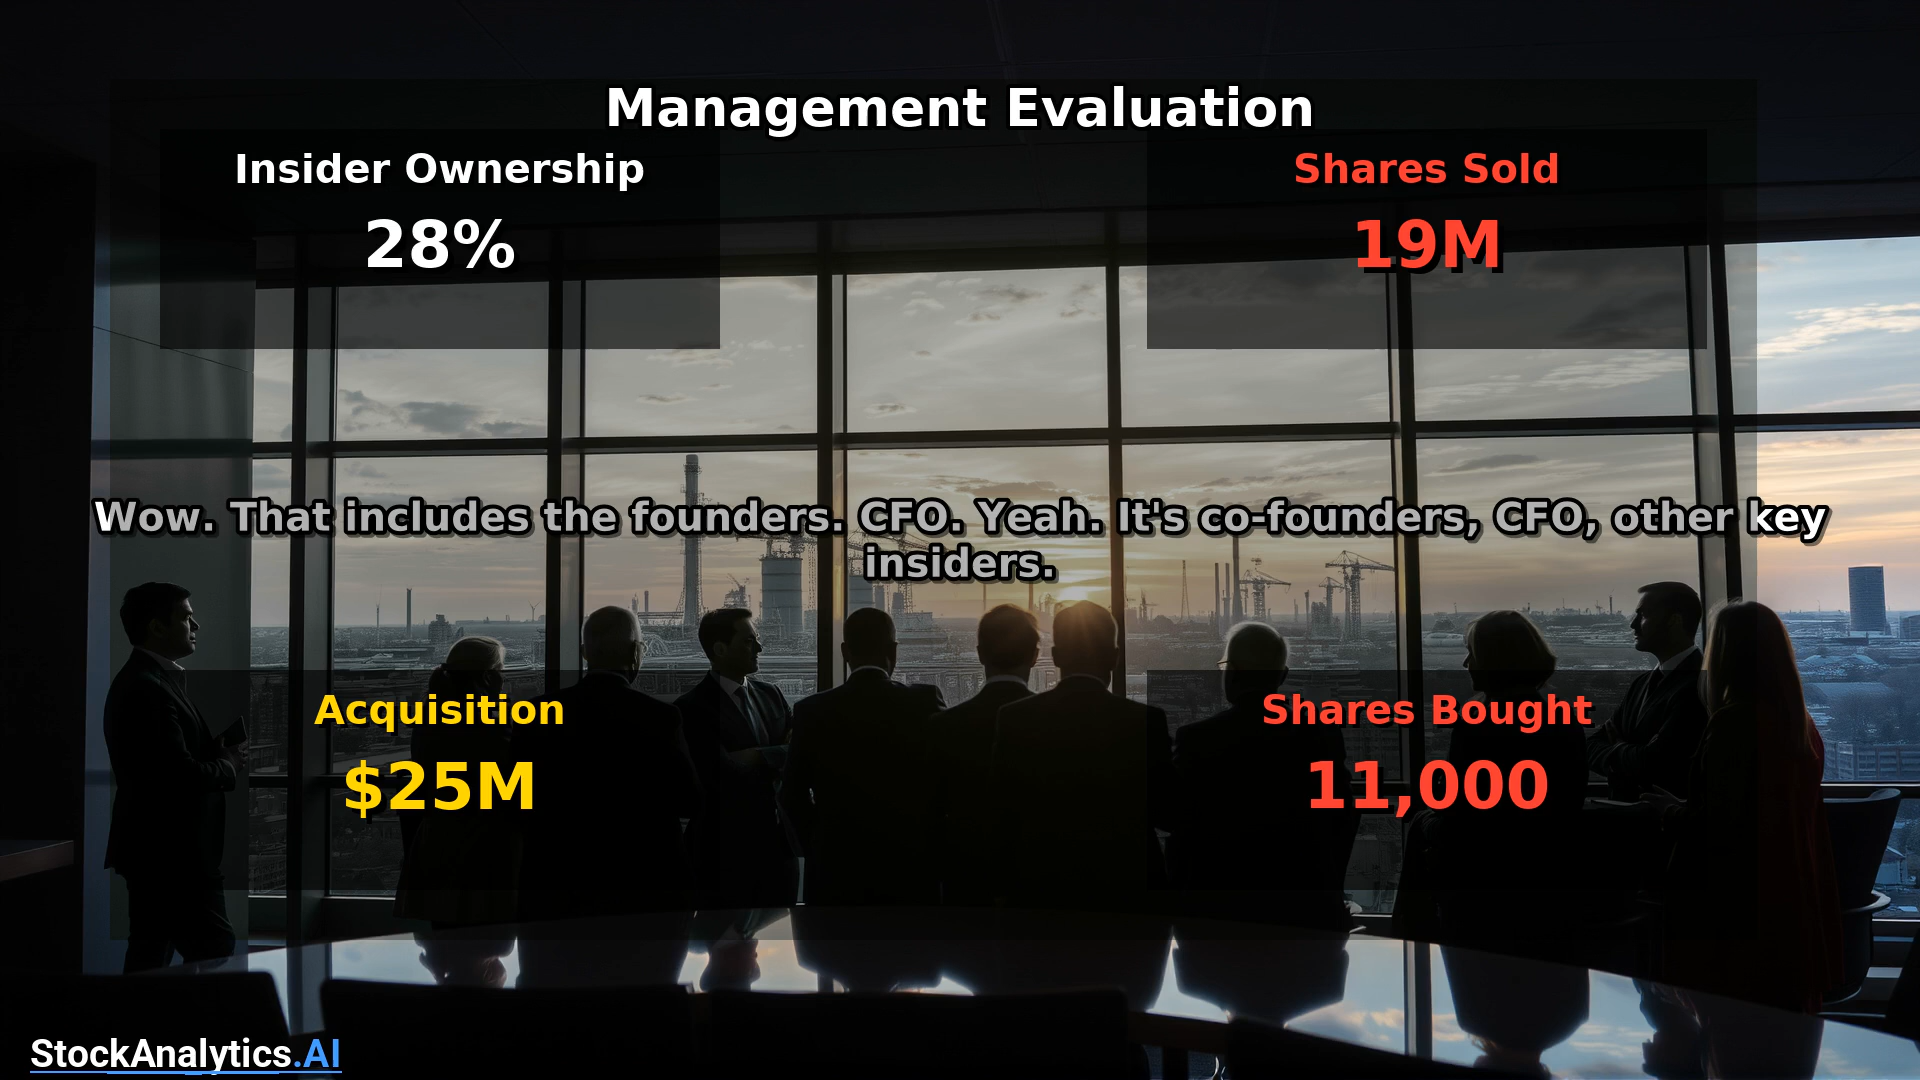 Management Evaluation
Insider Ownership
28%
Shares Sold
19M
Wow. That includes the founders. CFO. Yeah. It's co-founders, CFO, other key
insiders.
Acquisition
$25M
Shares Bought
11,000
StockAnalytics.AI